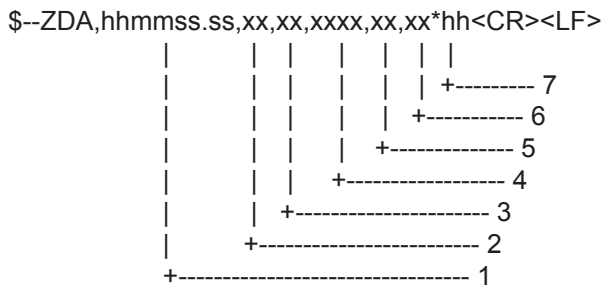 $--ZDA,hhmmss.ss,xx,xx,xxxx,xx,xx*hh<CR><LF>
| | | | | | |
| | | | | | +--------- 7
| | | | | +----------- 6
| | | | +--------------- 5
| | | +------------------ 4
| | +--------------------- 3
| +------------------------- 2
+-------------------------------- 1